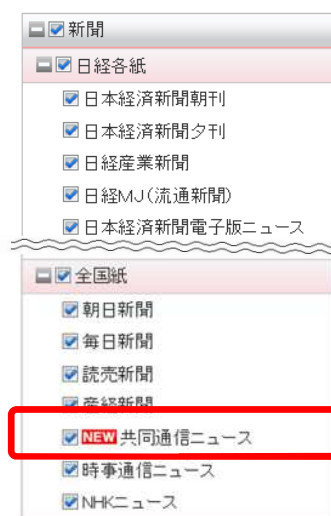 新聞
日経各紙
日本経済新聞朝刊
日本経済新聞夕刊
日経産業新聞
日経MJ(流通新聞)
日本経済新聞電子版ニュース
全国紙
朝日新聞
毎日新聞
読売新聞
産経新聞
NEW 共同通信ニュース
時事通信ニュース
NHKニュース